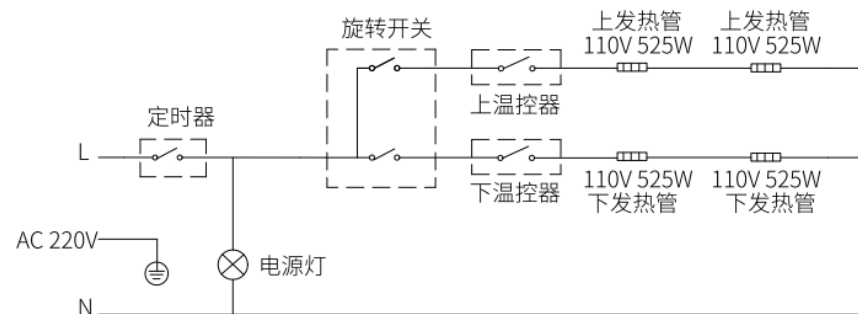 旋转开关
上发热管
110V 525W
上发热管
110V 525W
上温控器
定时器
L
下温控器
110V 525W
下发热管
110V 525W
下发热管
AC 220V
电源灯
N